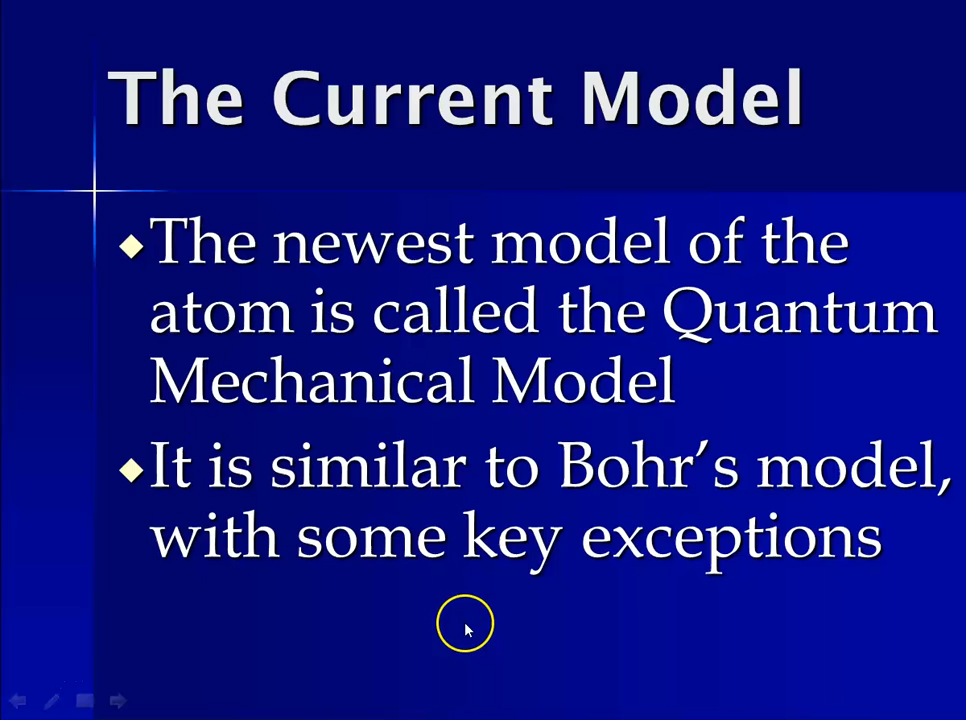 The Current Model
The newest model of the
atom is called the Quantum
Mechanical Model
It is similar to Bohr’s model,
with some key exceptions